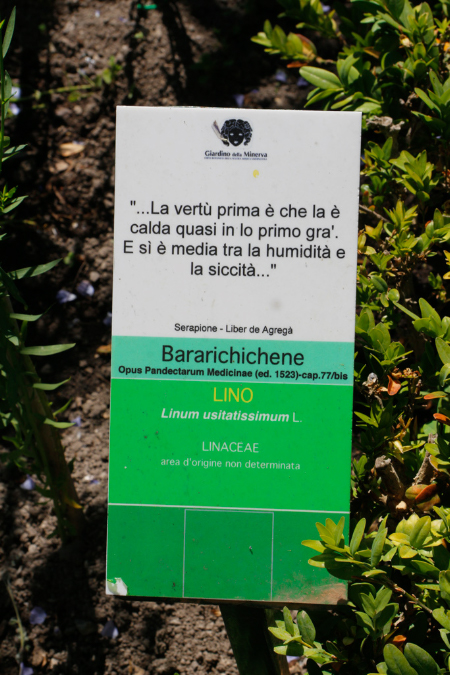 Giardino della Minerva
"...La vertù prima è che la è
calda quasi in lo primo gra'.
E sì è media tra la humidità e
la siccità..."
Serapione - Liber de Agregà
Bararichichene
Opus Pandectarum Medicinae (ed. 1523)-cap.77/bis
LINO
Linum usitatissimum L.
LINACEAE
area d'origine non determinata